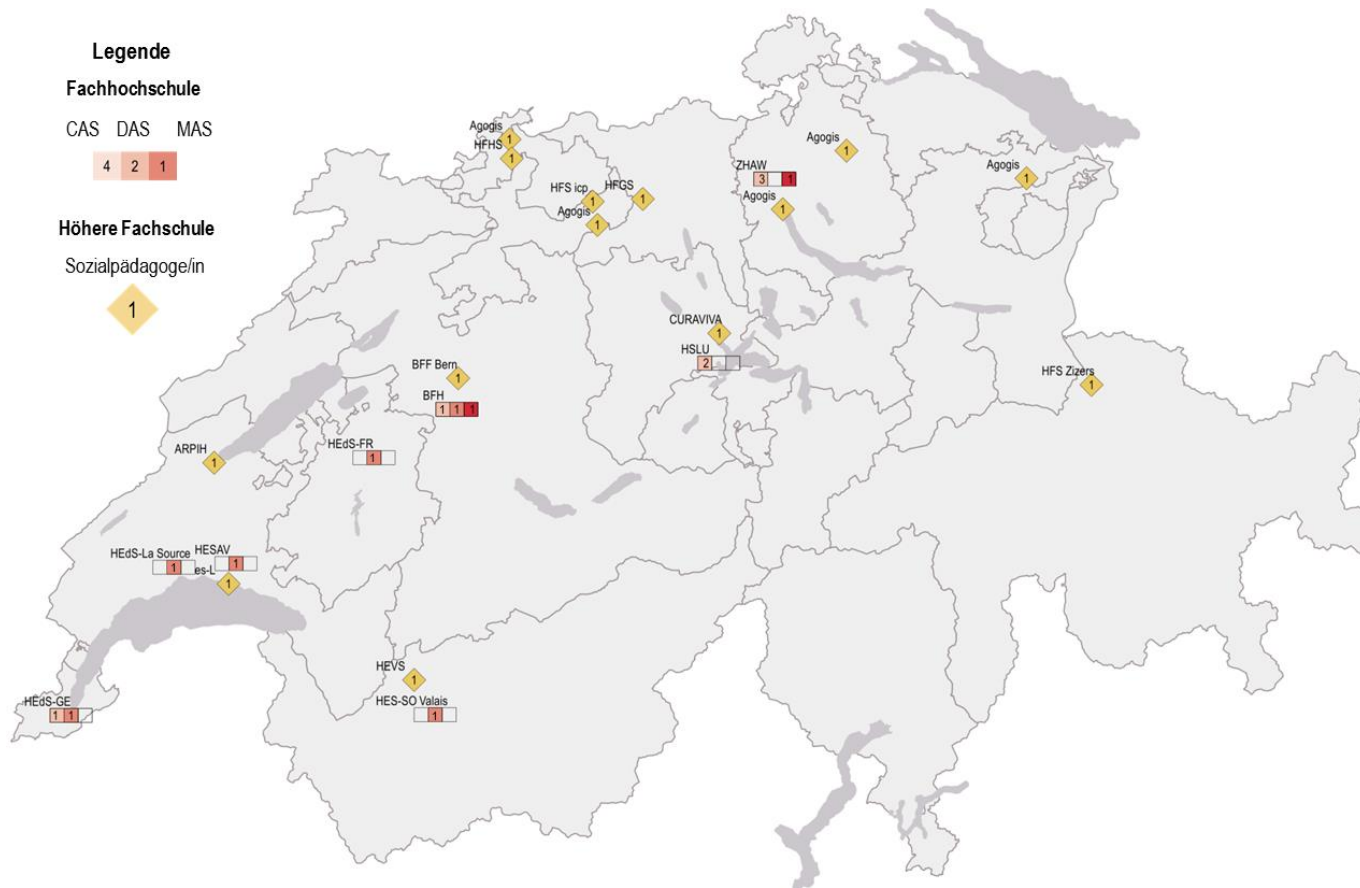 Legende
Fachhochschule
CAS DAS MAS
4 2 1
Höhere Fachschule
Sozialpädagoge/in
1
Agogis
1
HFHS
1
HFS icp
1
HFGS
1
Agogis
1
ZHAW
3 1
Agogis
1
Agogis
1
Agogis
1
CURAVIVA
1
HSLU
2
HFS Zizers
1
BFF Bern
1
BFH
1 1 1
HEdS-FR
1
ARPIH
1
HEdS-La Source
1
HESAV
1
es-L
1
HEVS
1
HES-SO Valais
1
HEdS-GE
1 1